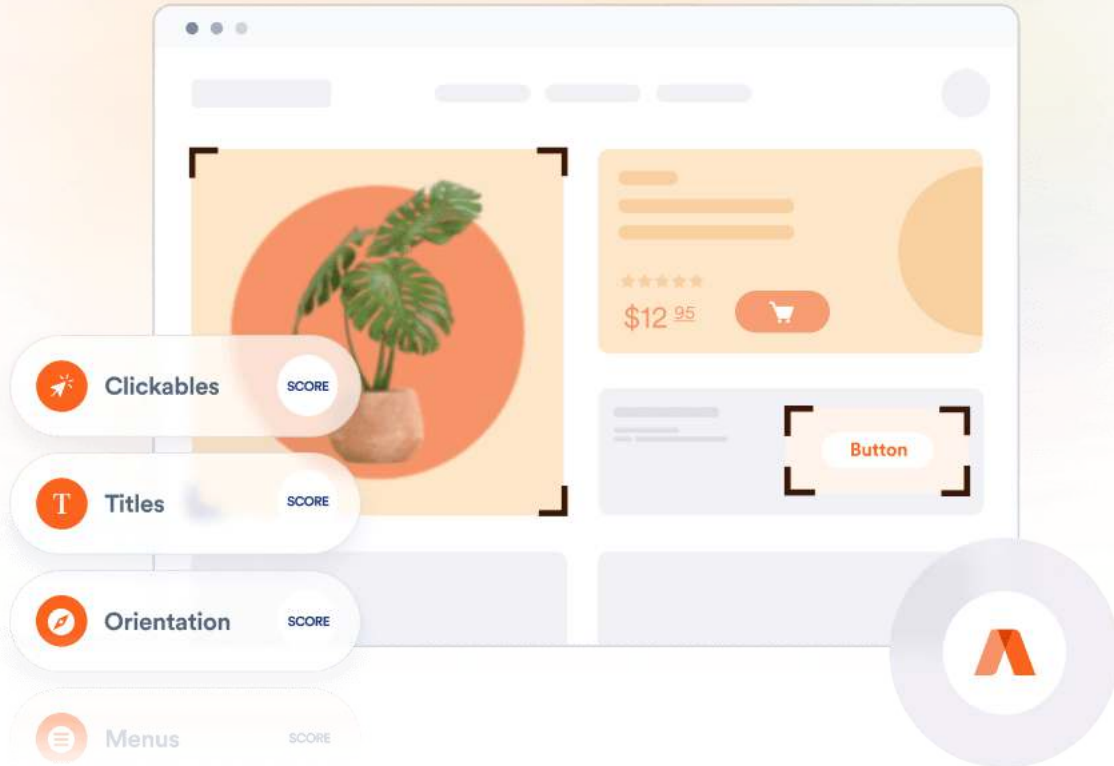 $12 95
Clickables
SCORE
Button
Titles
SCORE
Orientation
SCORE
Menus
SCORE